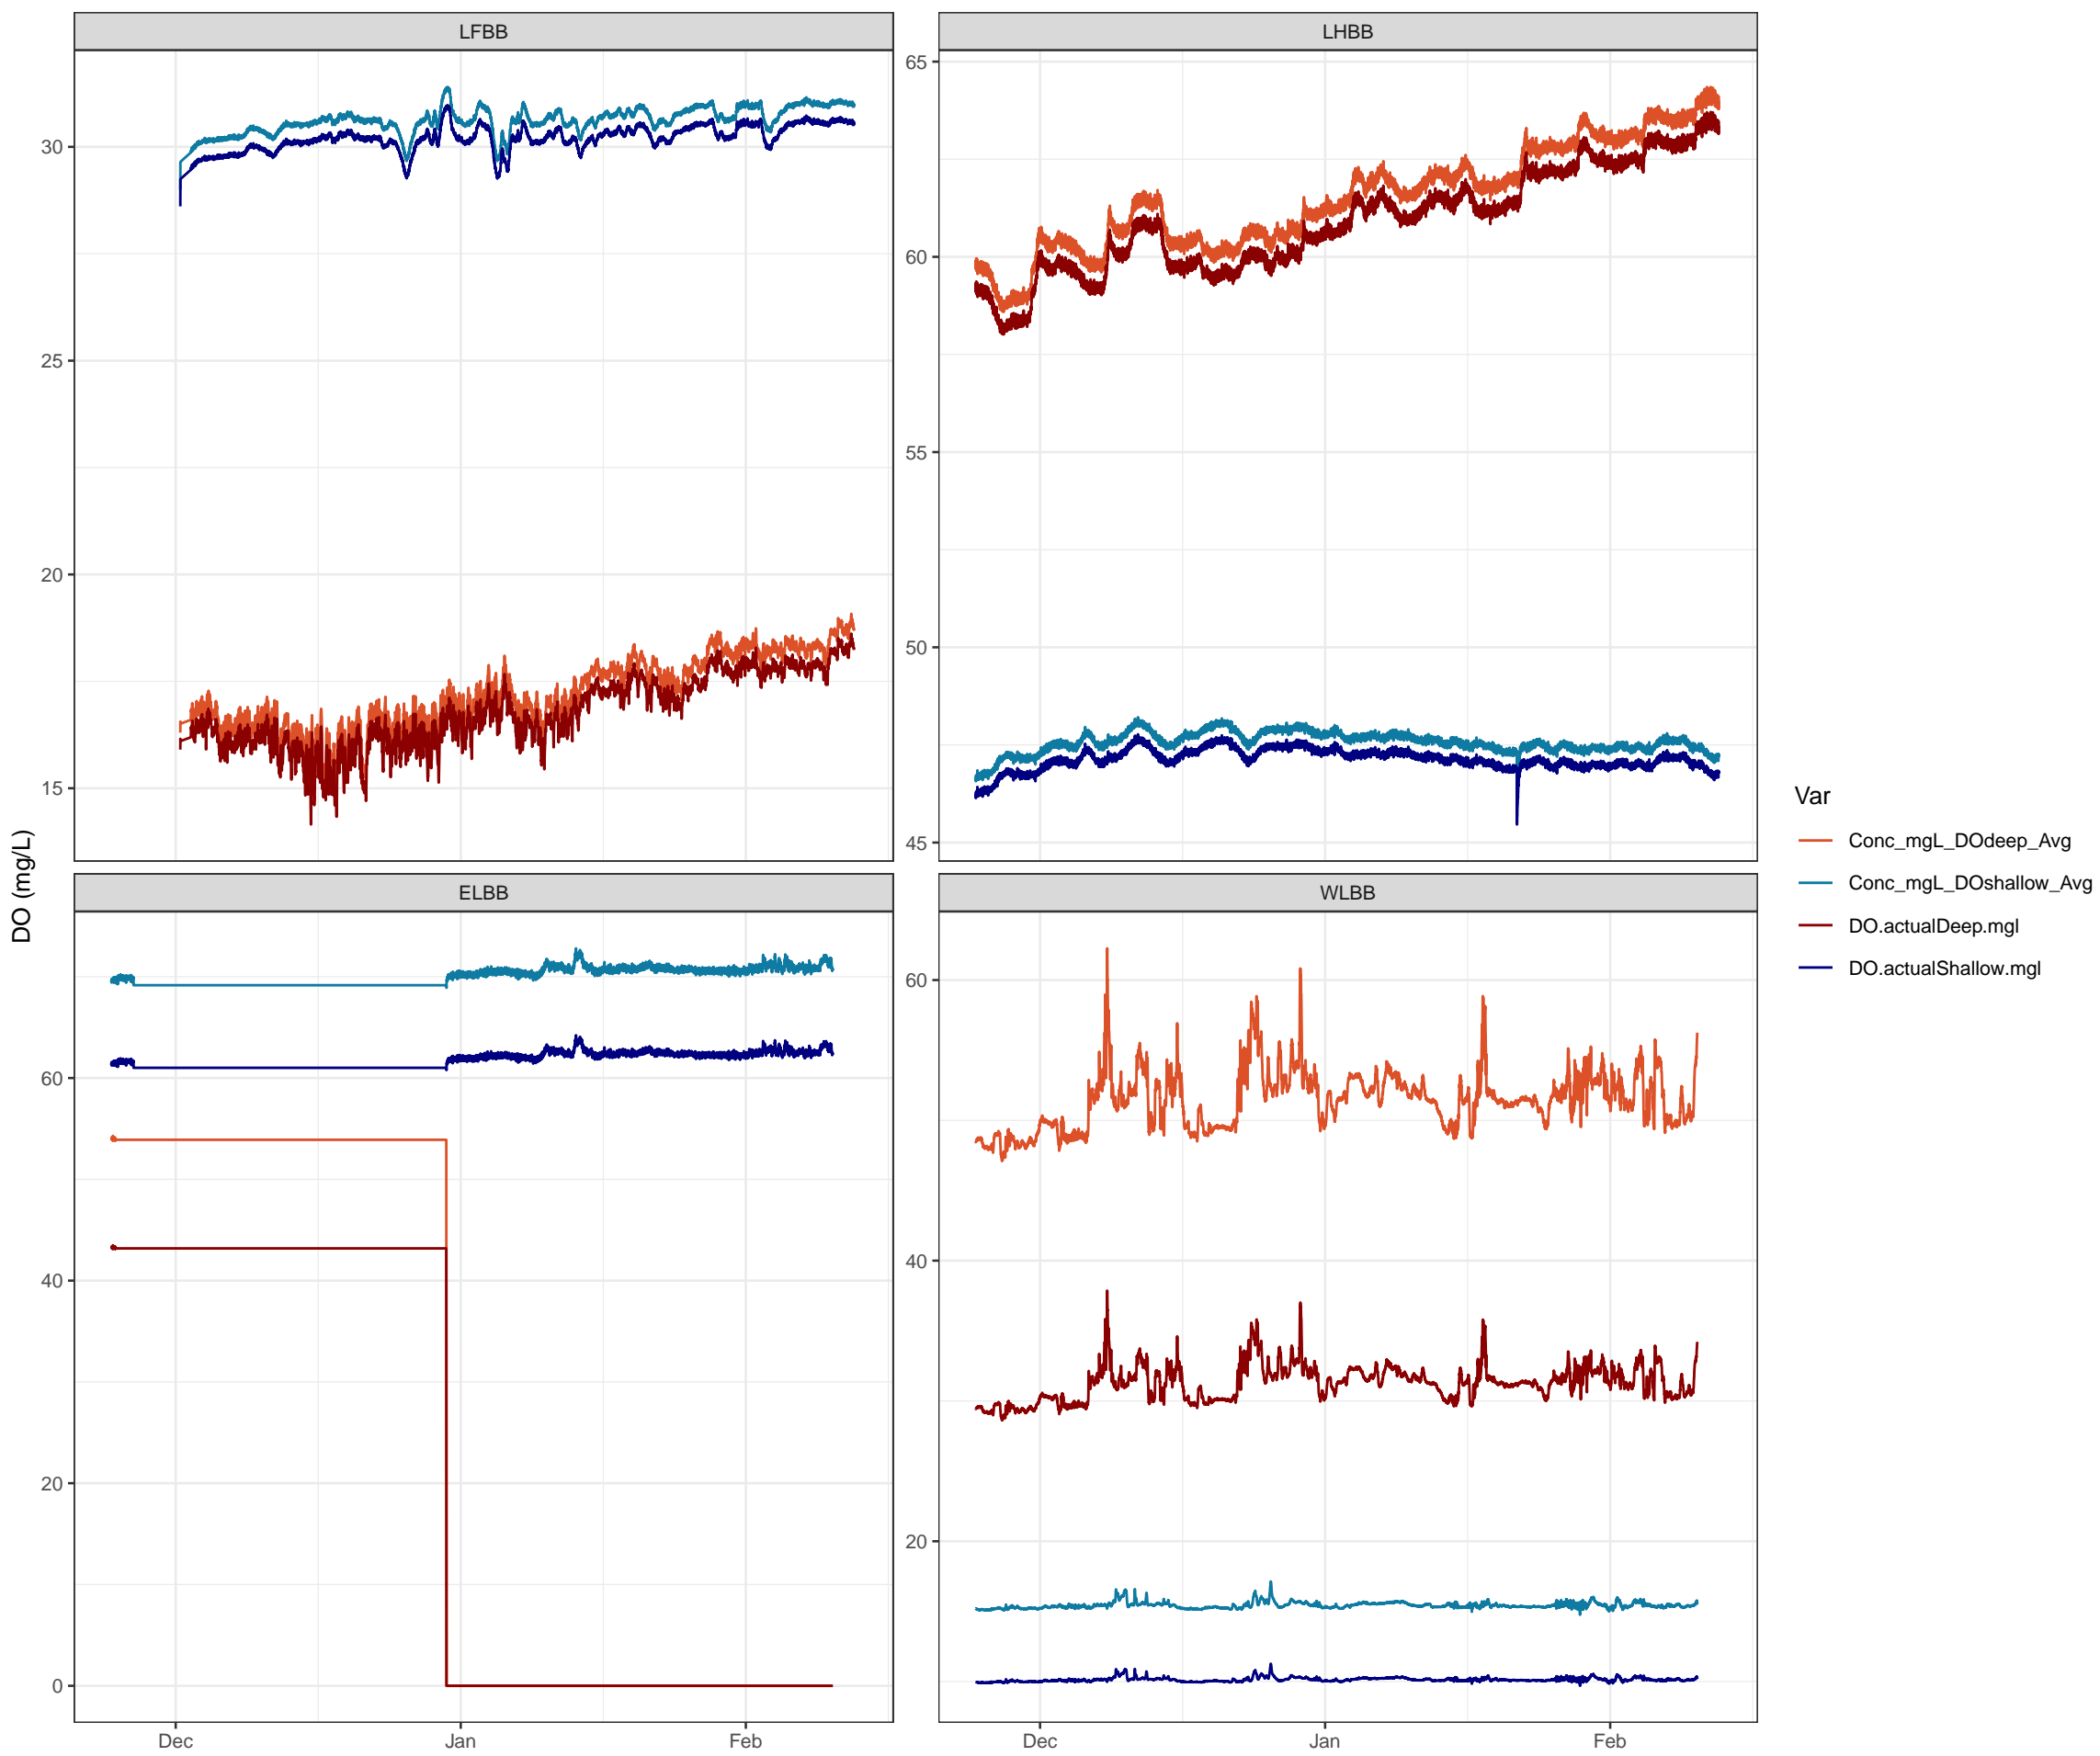 LFBB
LHBB
30
25
20
15
65
60
55
50
45
DO (mg/L)
ELBB
WLBB
60
40
20
0
60
40
20
Dec
Jan
Feb
Dec
Jan
Feb
Var
Conc_mgL_DOdeep_Avg
Conc_mgL_DOshallow_Avg
DO.actualDeep.mgl
DO.actualShallow.mgl